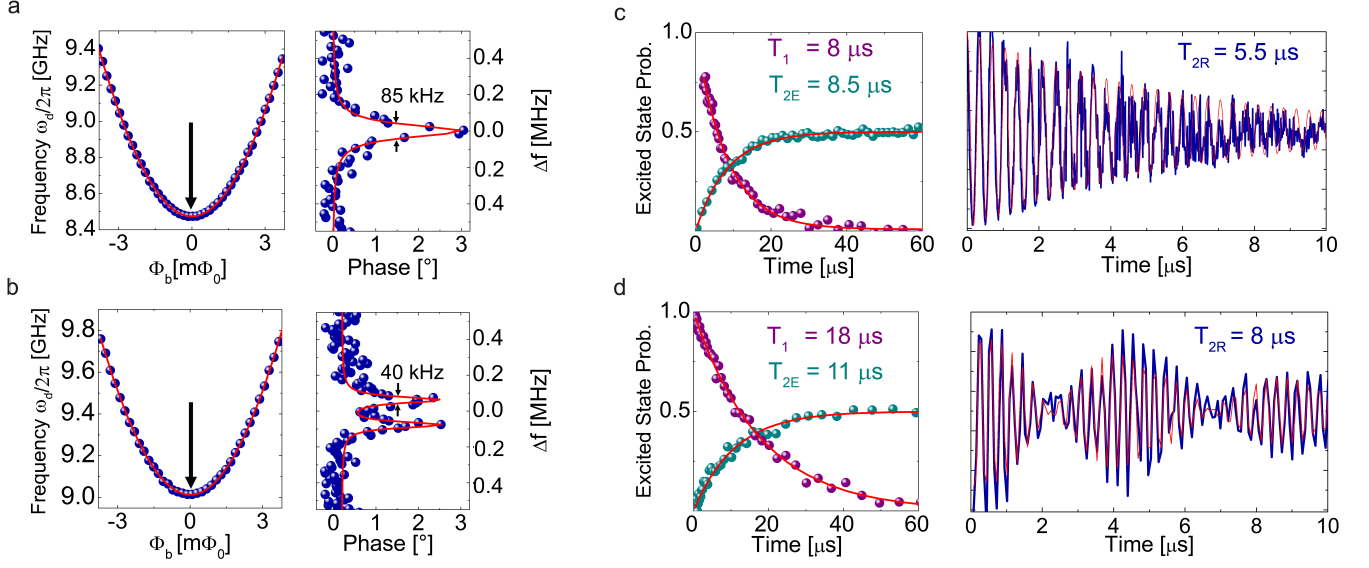 a
Frequency ω_d/2π [GHz]
9.4
9.2
9.0
8.8
8.6
8.4
-3
0
3
Φ_b[mΦ_0]
85 kHz
0.4
0.2
0.0
0.2
0.4
Δf [MHz]
0
1
2
3
Phase [°]
b
Frequency ω_d/2π [GHz]
9.8
9.6
9.4
9.2
9.0
-3
0
3
Φ_b[mΦ_0]
40 kHz
0.4
0.2
0.0
0.2
0.4
Δf [MHz]
0
1
2
3
Phase [°]
c
Excited State Prob.
1.0
0.5
0
T_1 = 8 μs
T_2E = 8.5 μs
0
20
40
60
Time [μs]
T_2R = 5.5 μs
0
2
4
6
8
10
Time [μs]
d
Excited State Prob.
1.0
0.5
0
T_1 = 18 μs
T_2E = 11 μs
0
20
40
60
Time [μs]
T_2R = 8 μs
2
4
6
8
10
Time [μs]